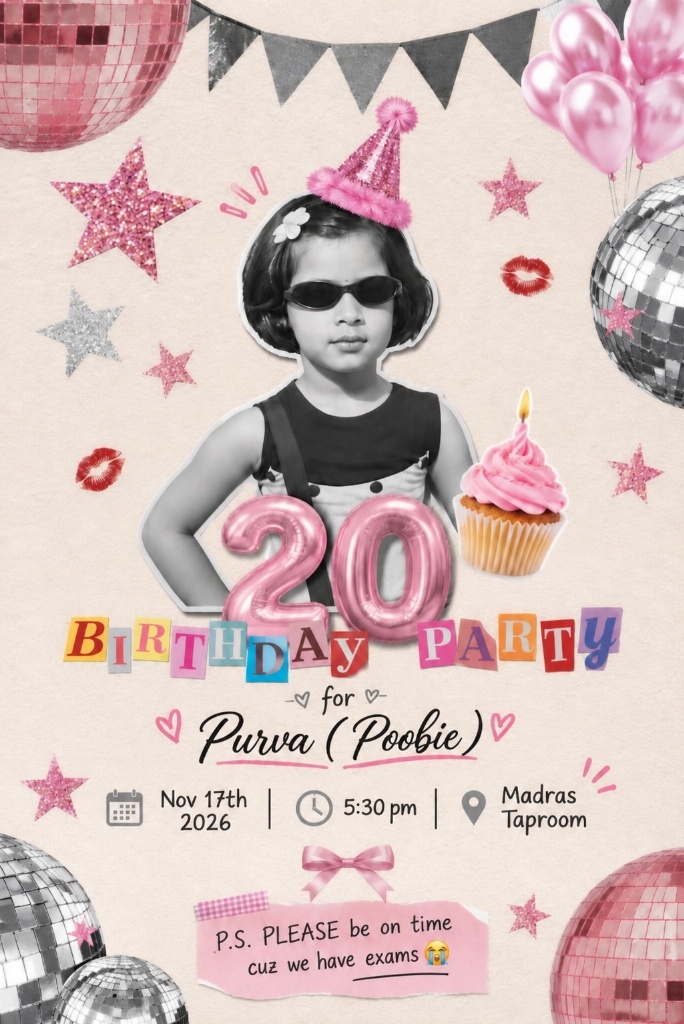 20
BIRTHDAY PARTY
for
Purva (Poobie)
Nov 17th
2026
5:30 pm
Madras
Taproom
P.S. PLEASE be on time
cuz we have exams 😭